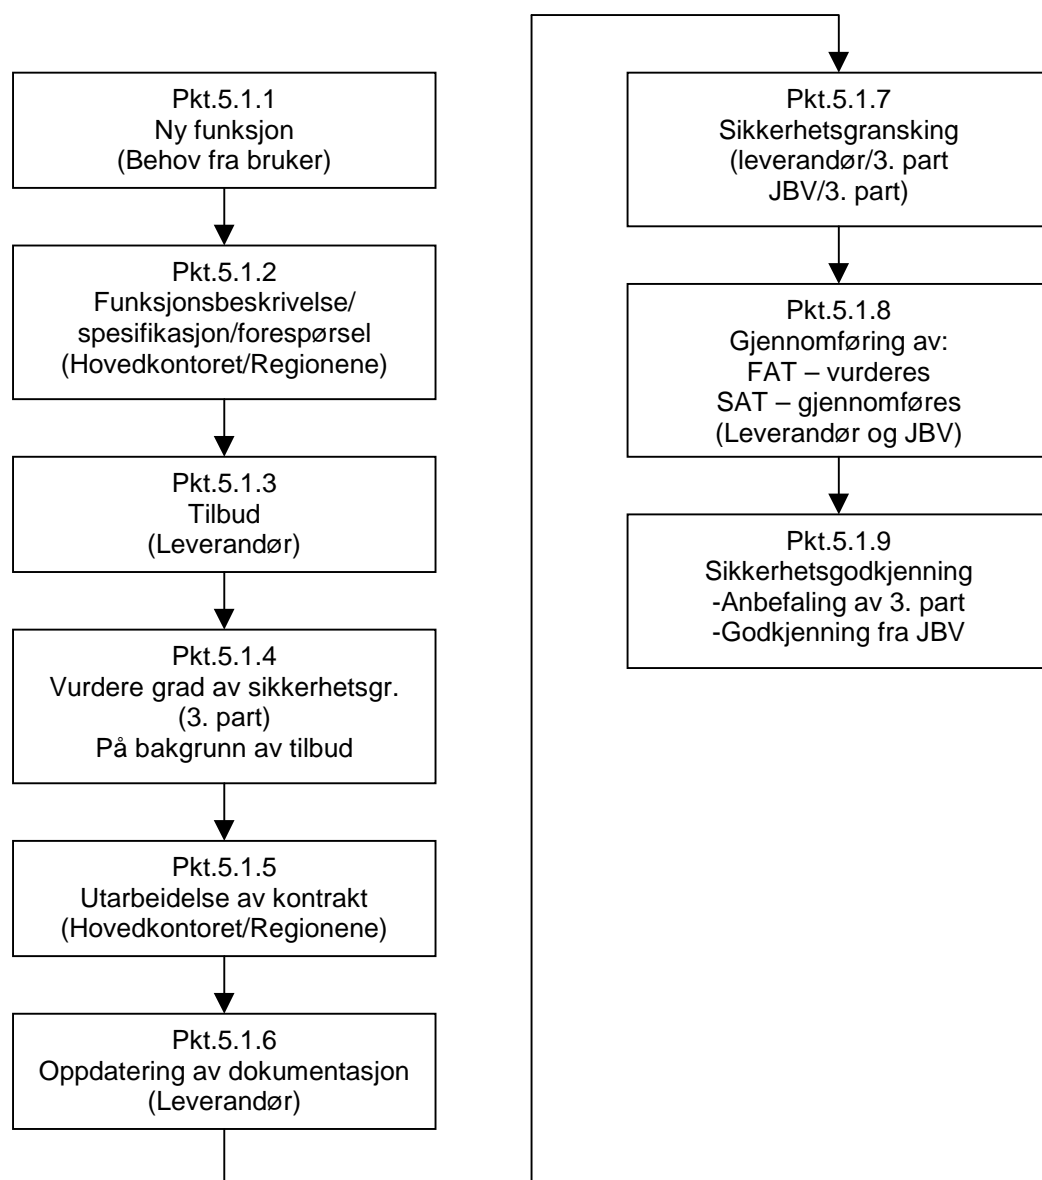 Pkt.5.1.1
Ny funksjon
(Behov fra bruker)
Pkt.5.1.2
Funksjonsbeskrivelse/
spesifikasjon/forespørsel
(Hovedkontoret/Regionene)
Pkt.5.1.3
Tilbud
(Leverandør)
Pkt.5.1.4
Vurdere grad av sikkerhetsgr.
(3. part)
På bakgrunn av tilbud
Pkt.5.1.5
Utarbeidelse av kontrakt
(Hovedkontoret/Regionene)
Pkt.5.1.6
Oppdatering av dokumentasjon
(Leverandør)
Pkt.5.1.7
Sikkerhetsgransking
(leverandør/3. part
JBV/3. part)
Pkt.5.1.8
Gjennomføring av:
FAT – vurderes
SAT – gjennomføres
(Leverandør og JBV)
Pkt.5.1.9
Sikkerhetsgodkjenning
-Anbefaling av 3. part
-Godkjenning fra JBV